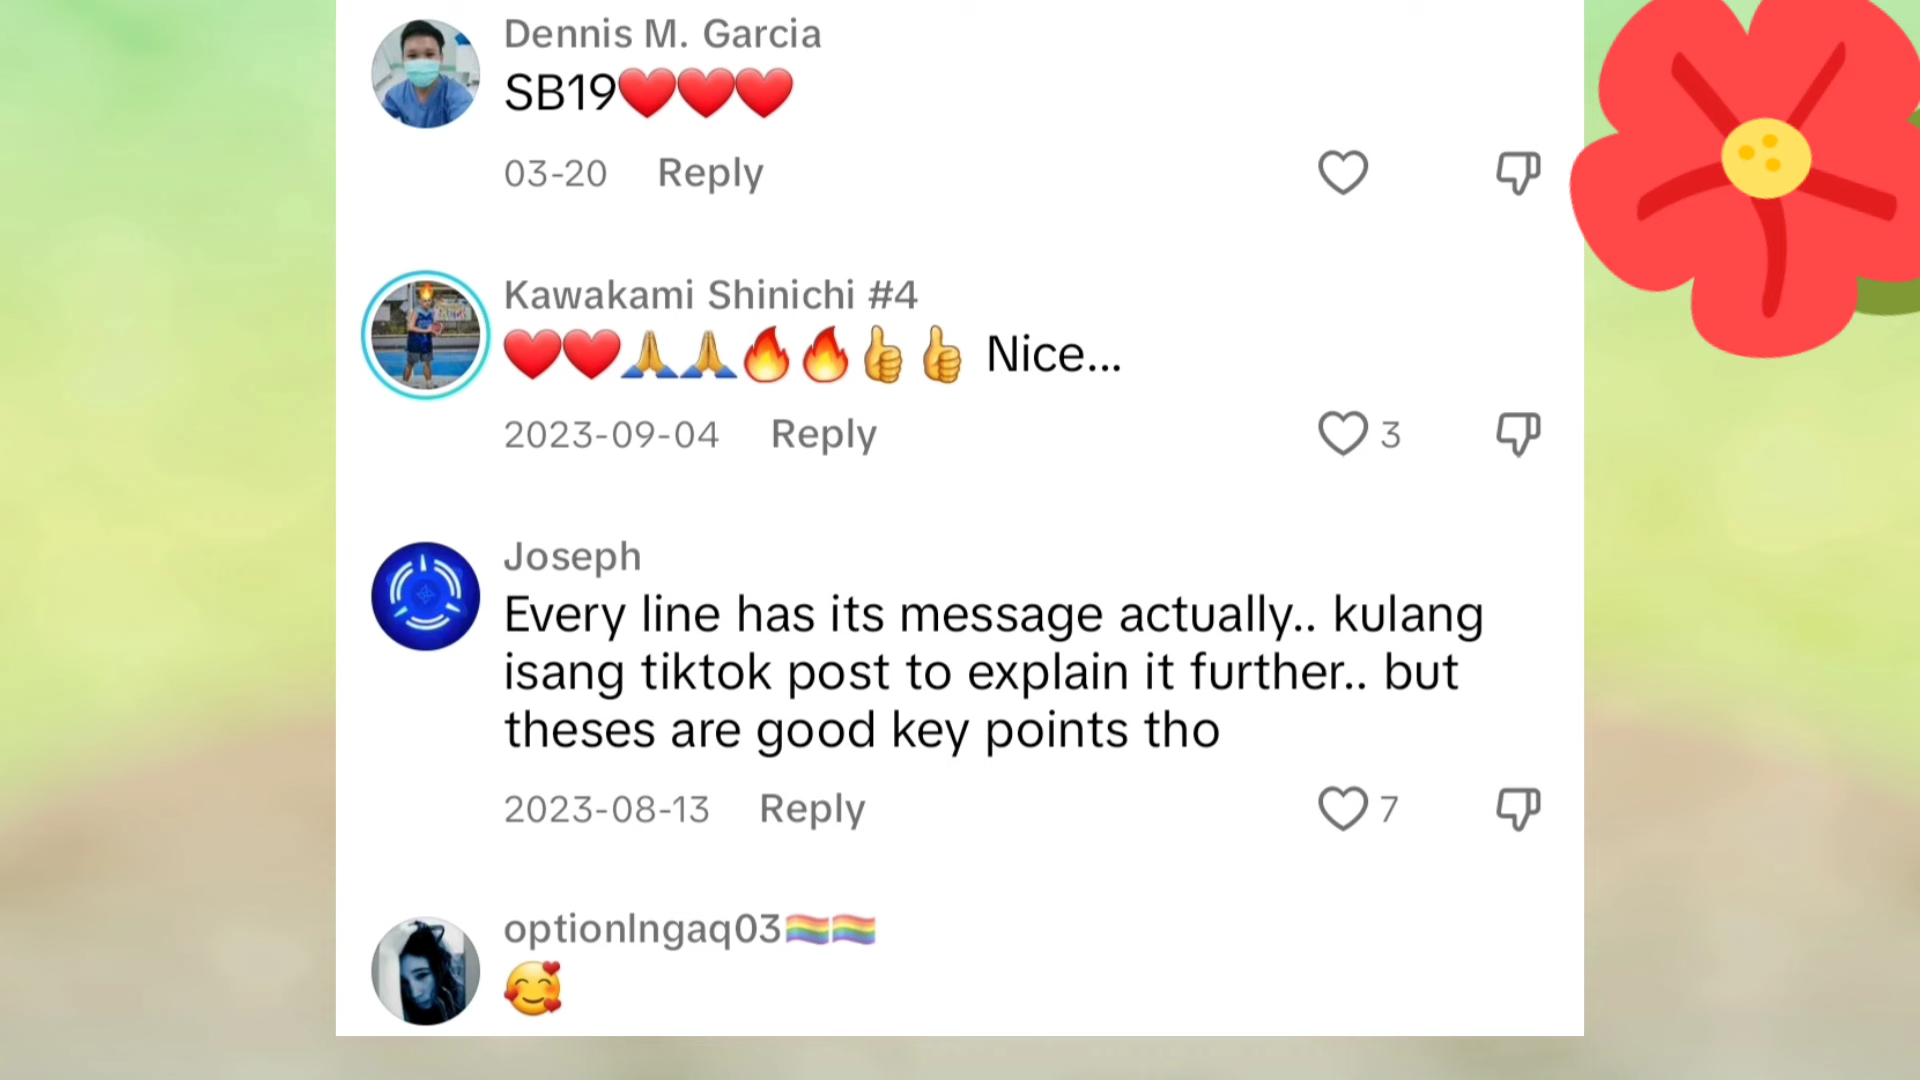 Dennis M. Garcia
SB19❤️❤️❤️
03-20 Reply
Kawakami Shinichi #4
❤️❤️🙏🙏🔥🔥👍👍 Nice...
2023-09-04 Reply 3
Joseph
Every line has its message actually.. kulang
isang tiktok post to explain it further.. but
theses are good key points tho
2023-08-13 Reply 7
optionlngaq03🏳️‍🌈🏳️‍🌈
🥰